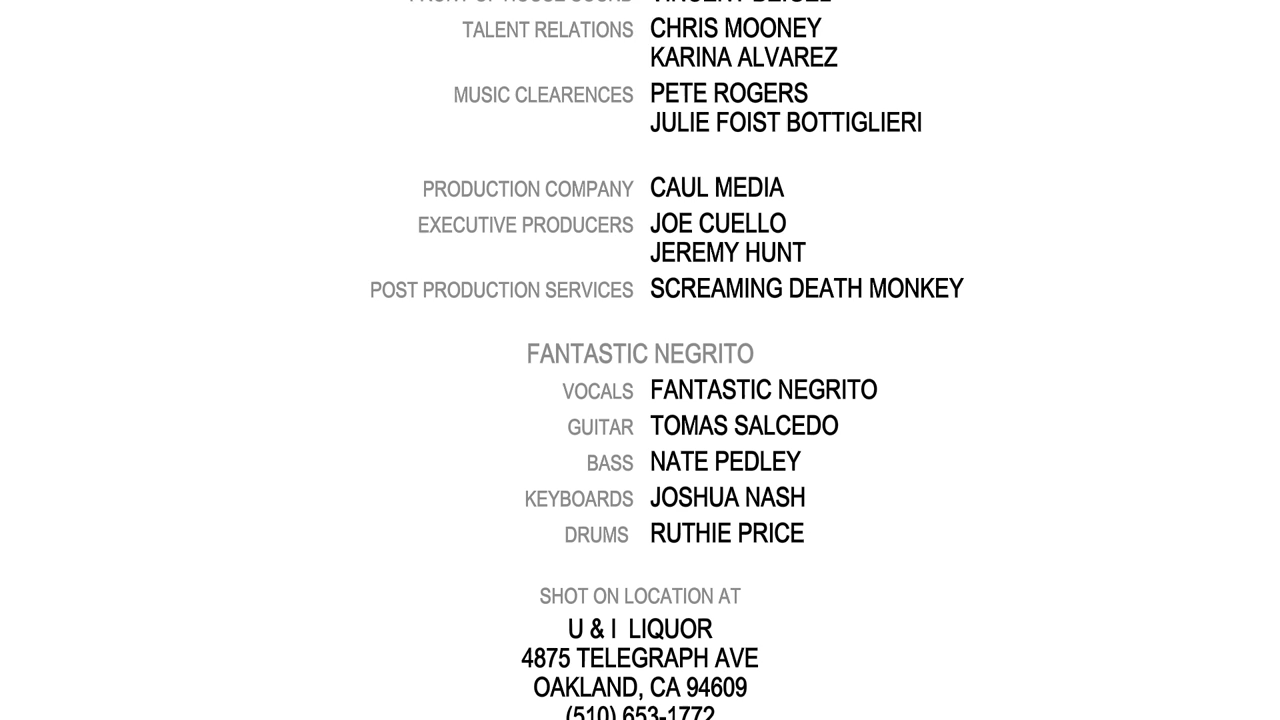 TALENT RELATIONS CHRIS MOONEY
KARINA ALVAREZ
MUSIC CLEARENCES PETE ROGERS
JULIE FOIST BOTTIGLIERI
PRODUCTION COMPANY CAUL MEDIA
EXECUTIVE PRODUCERS JOE CUELLO
JEREMY HUNT
POST PRODUCTION SERVICES SCREAMING DEATH MONKEY
FANTASTIC NEGRITO
VOCALS FANTASTIC NEGRITO
GUITAR TOMAS SALCEDO
BASS NATE PEDLEY
KEYBOARDS JOSHUA NASH
DRUMS RUTHIE PRICE
SHOT ON LOCATION AT
U & I LIQUOR
4875 TELEGRAPH AVE
OAKLAND, CA 94609
(510) 653-1772